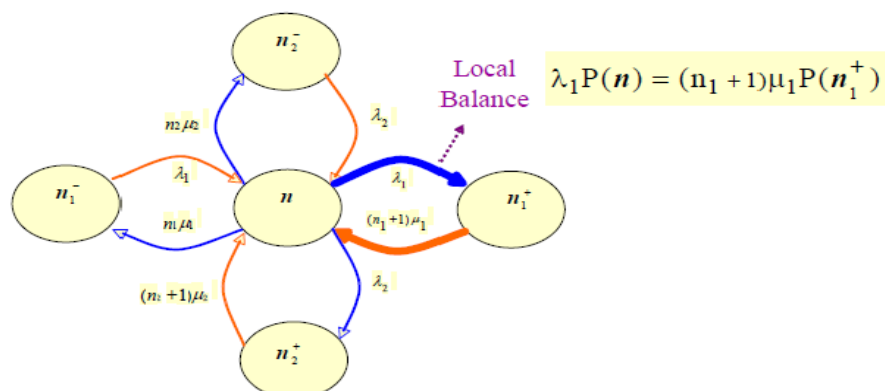 n₂⁻
Local
Balance
λ₁P(n) = (n₁ + 1)μ₁P(n₁⁺)
n₂μ₂
λ₂
n₁⁻
λ₁
n
λ₁
n₁⁺
n₁μ₁
(n₁+1)μ₁
(n₂+1)μ₂
λ₂
n₂⁺